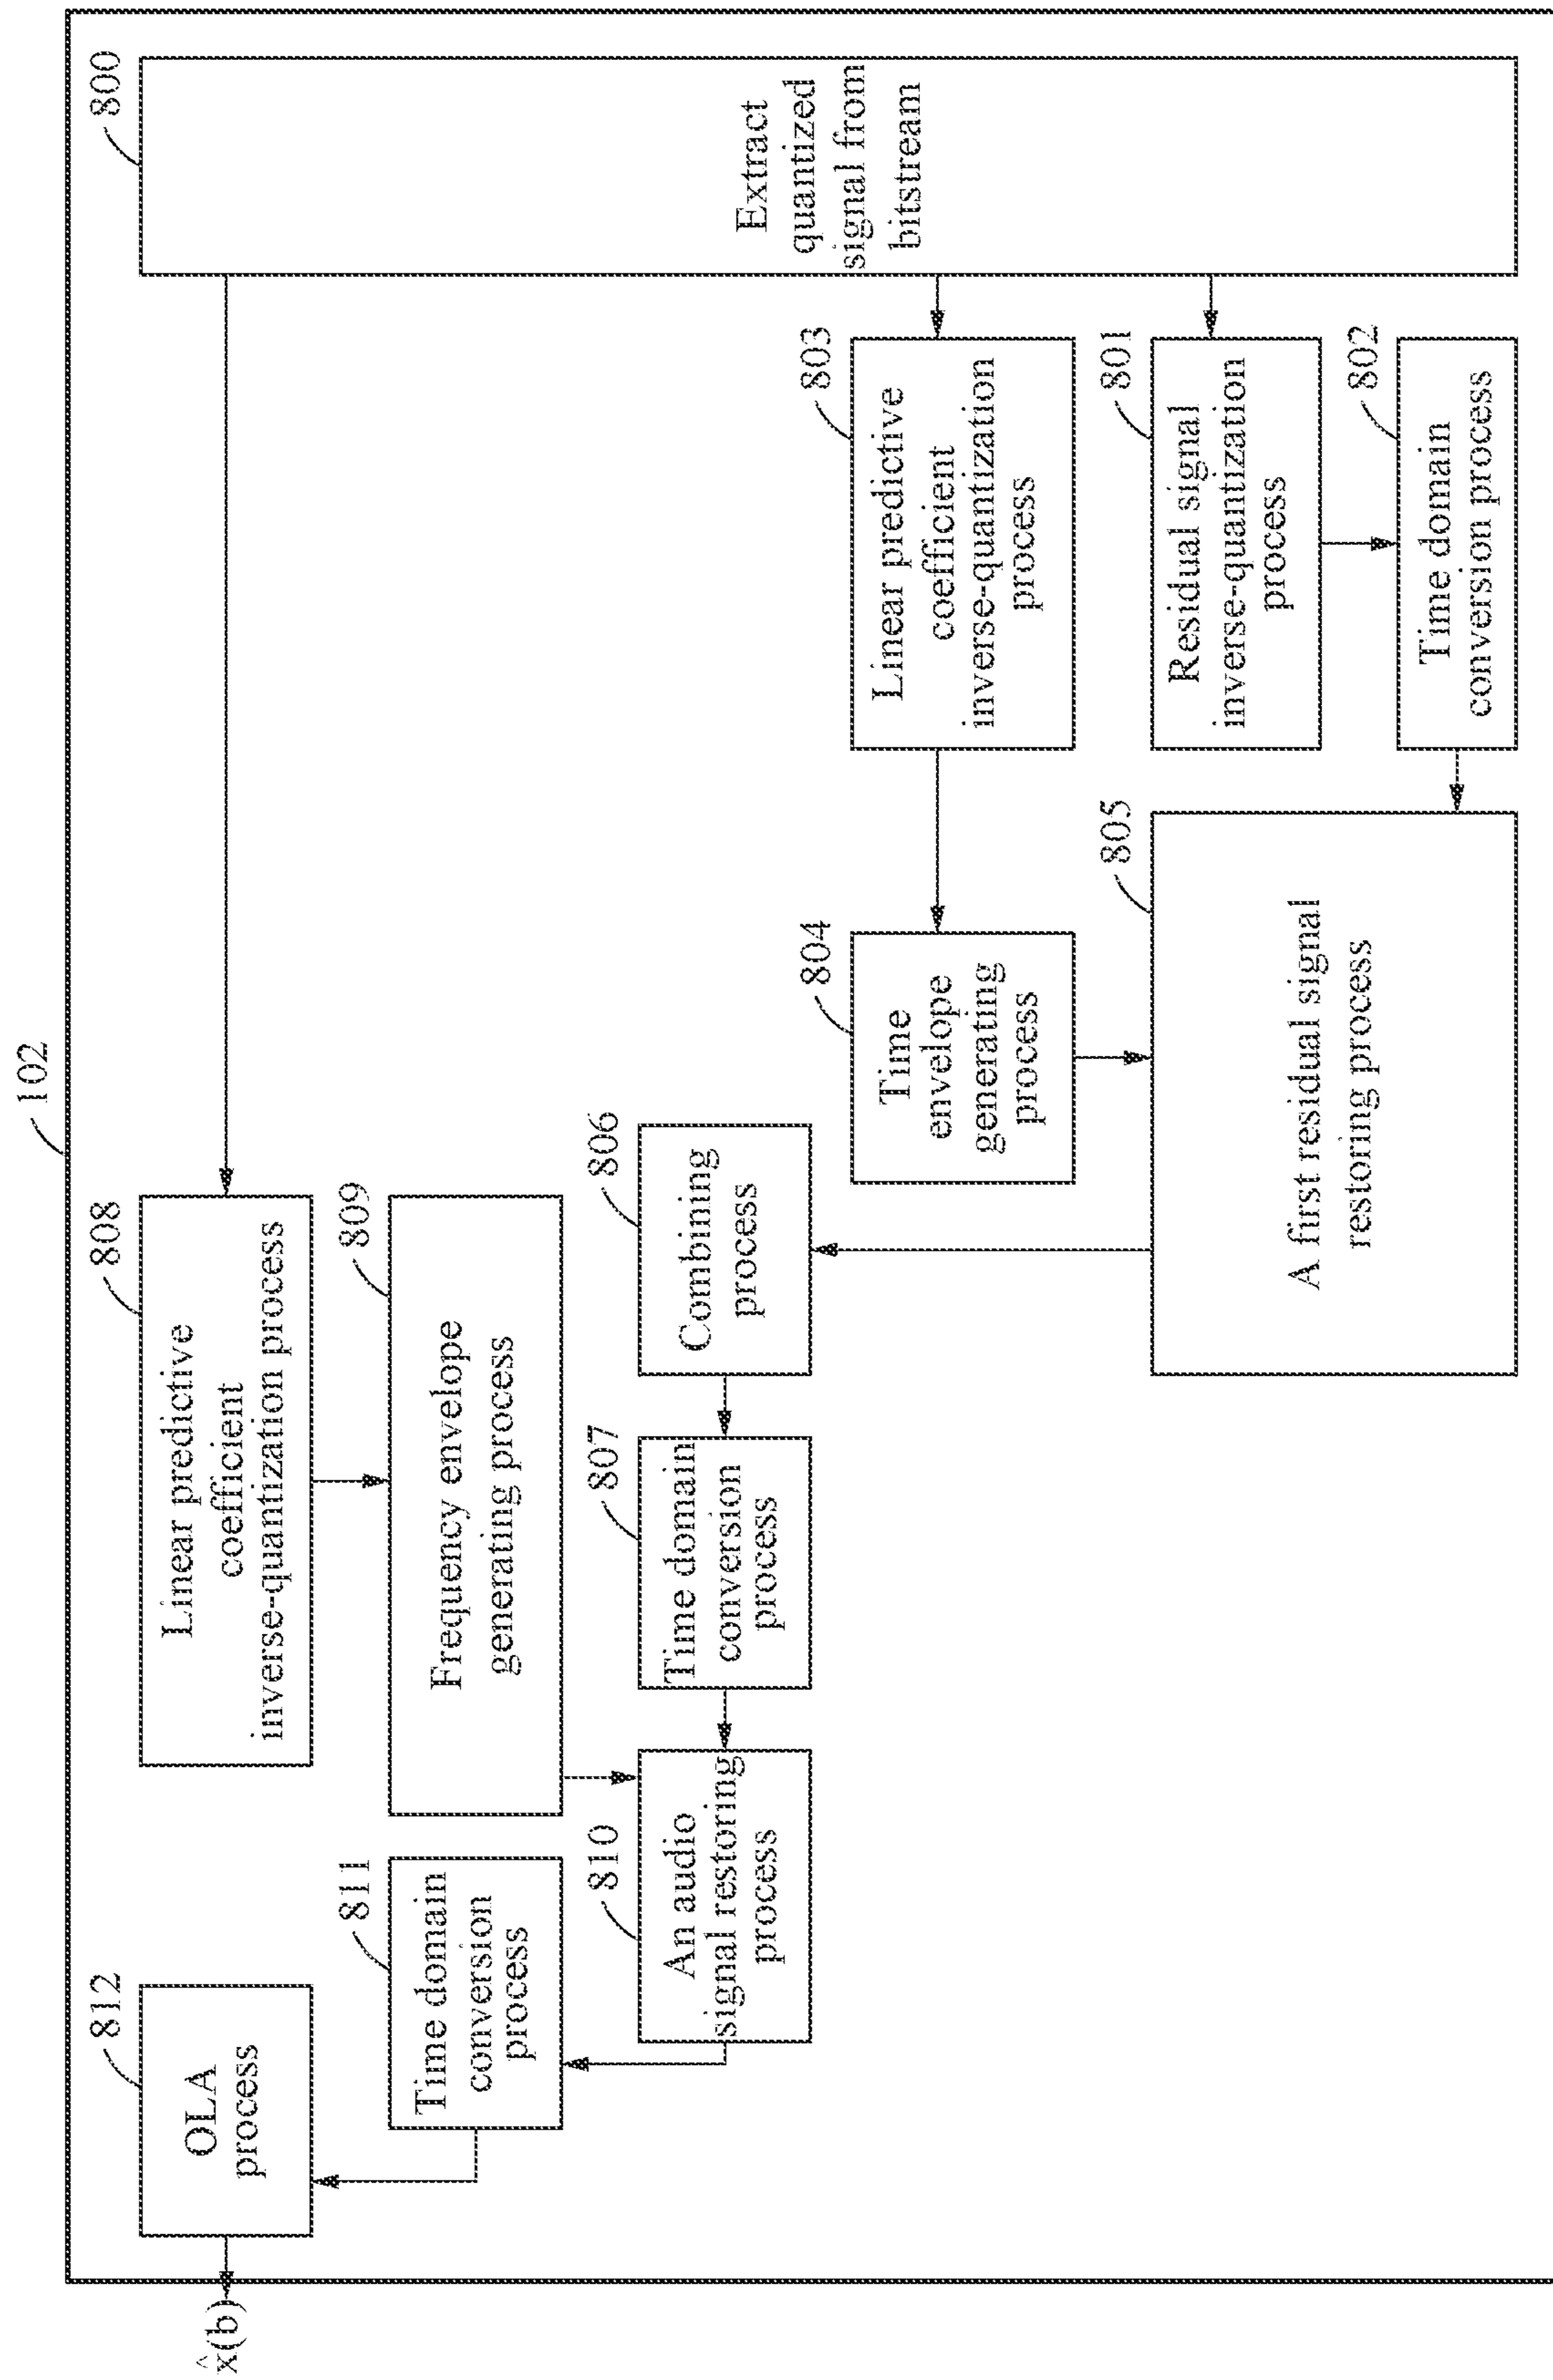 102
800
Extract
quantized
signal from
bitstream
808
Linear predictive
coefficient
inverse-quantization process
803
Linear predictive
coefficient
inverse-quantization
process
801
Residual signal
inverse-quantization
process
802
Time domain
conversion process
804
Time
envelope
generating
process
805
A first residual signal
restoring process
809
Frequency envelope
generating process
806
Combining
process
807
Time domain
conversion
process
810
An audio
signal restoring
process
811
Time domain
conversion
process
812
OLA
process
x̂(b)